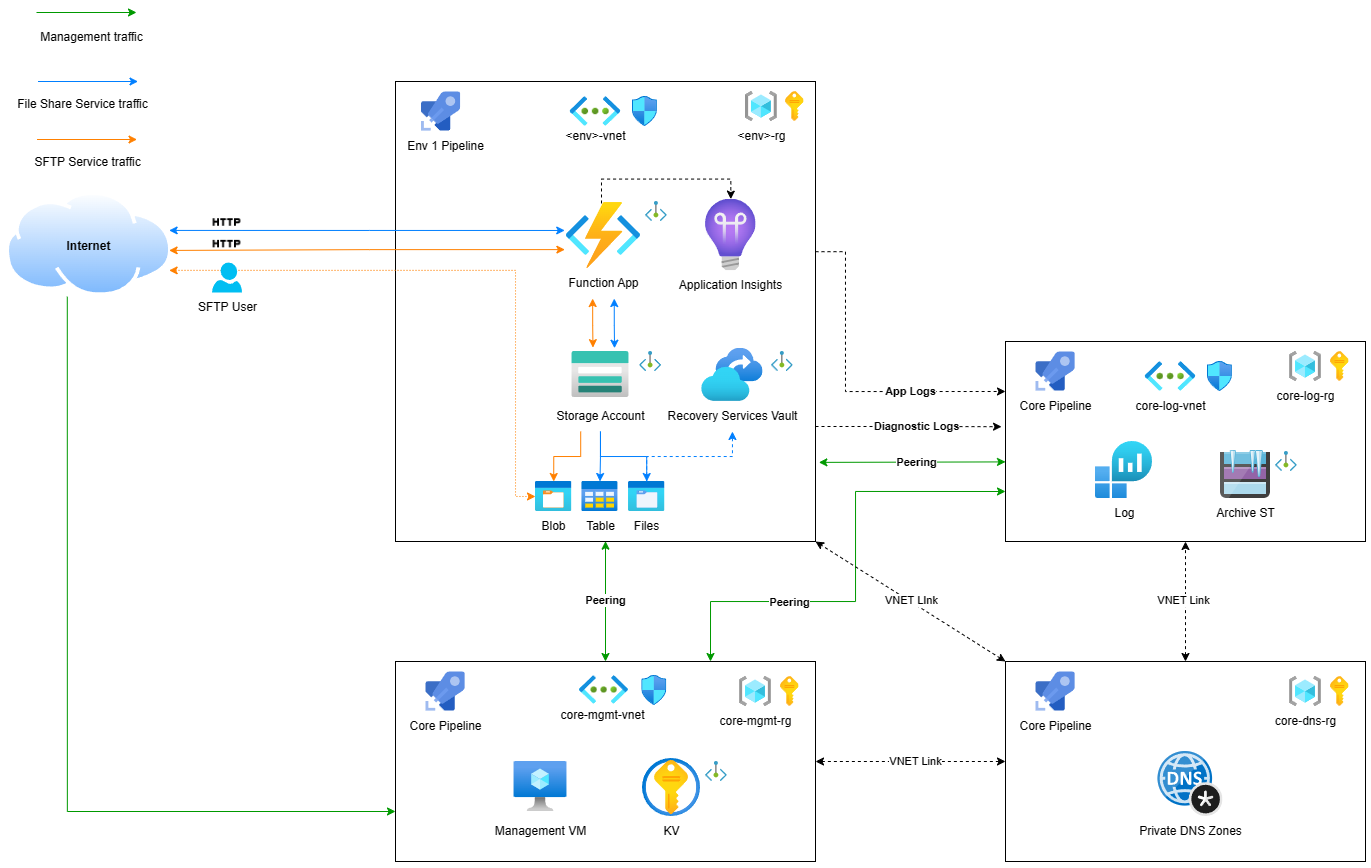 Management traffic
File Share Service traffic
SFTP Service traffic
Internet
HTTP
HTTP
SFTP User
Env 1 Pipeline
<env>-vnet
<env>-rg
Function App
Application Insights
Storage Account
Recovery Services Vault
Blob
Table
Files
App Logs
Diagnostic Logs
Peering
Core Pipeline
core-log-vnet
core-log-rg
Log
Archive ST
Peering
Peering
VNET LInk
VNET Link
Core Pipeline
core-mgmt-vnet
core-mgmt-rg
Management VM
KV
VNET Link
Core Pipeline
core-dns-rg
DNS
*
Private DNS Zones